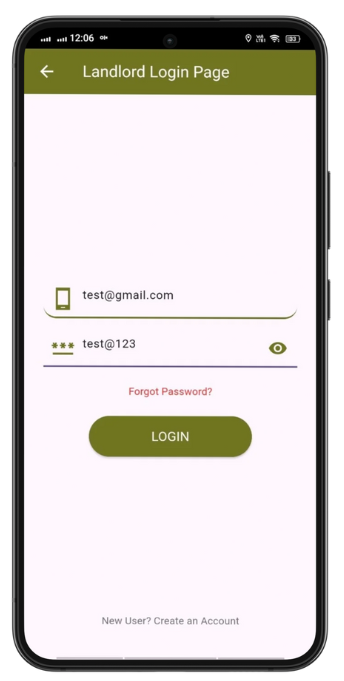 12:06
Landlord Login Page
test@gmail.com
*** test@123
Forgot Password?
LOGIN
New User? Create an Account